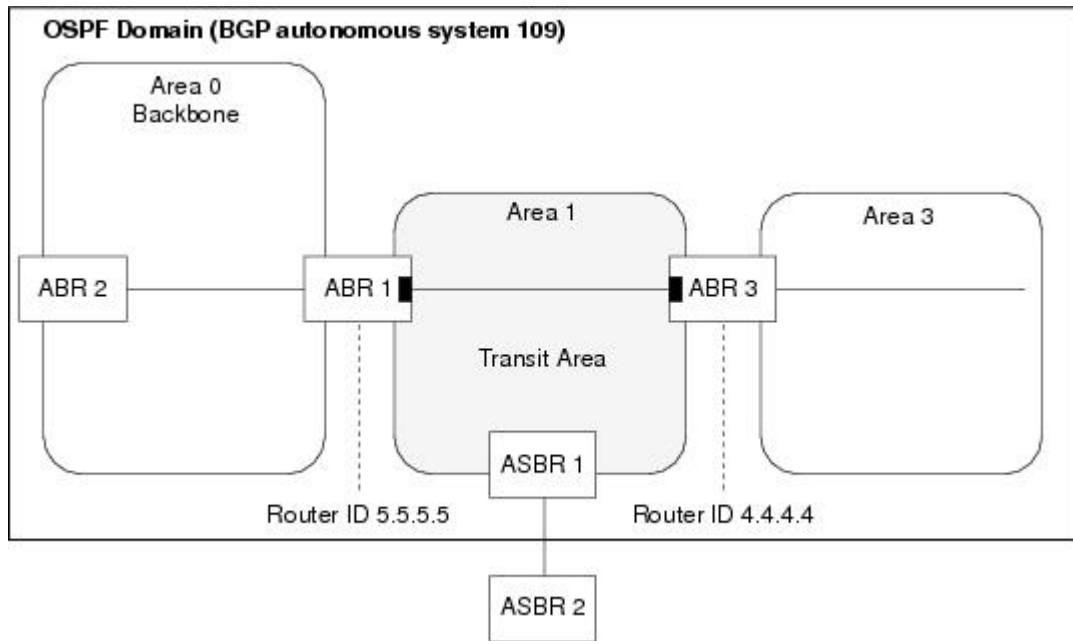 OSPF Domain (BGP autonomous system 109)
Area 0
Backbone
Area 1
Area 3
ABR 2
ABR 1
ABR 3
Transit Area
ASBR 1
Router ID 5.5.5.5
Router ID 4.4.4.4
ASBR 2